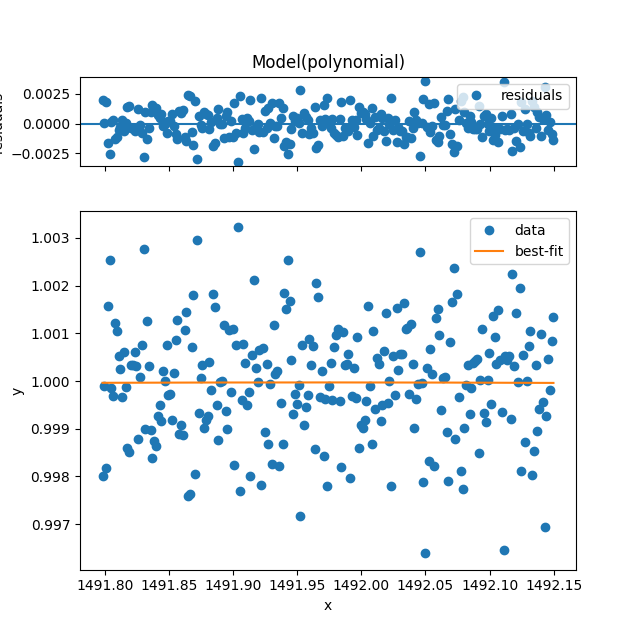 Model(polynomial)
0.0025
0.0000
−0.0025
residuals
residuals
1.003
1.002
1.001
1.000
0.999
0.998
0.997
y
data
best-fit
1491.80 1491.85 1491.90 1491.95 1492.00 1492.05 1492.10 1492.15
x